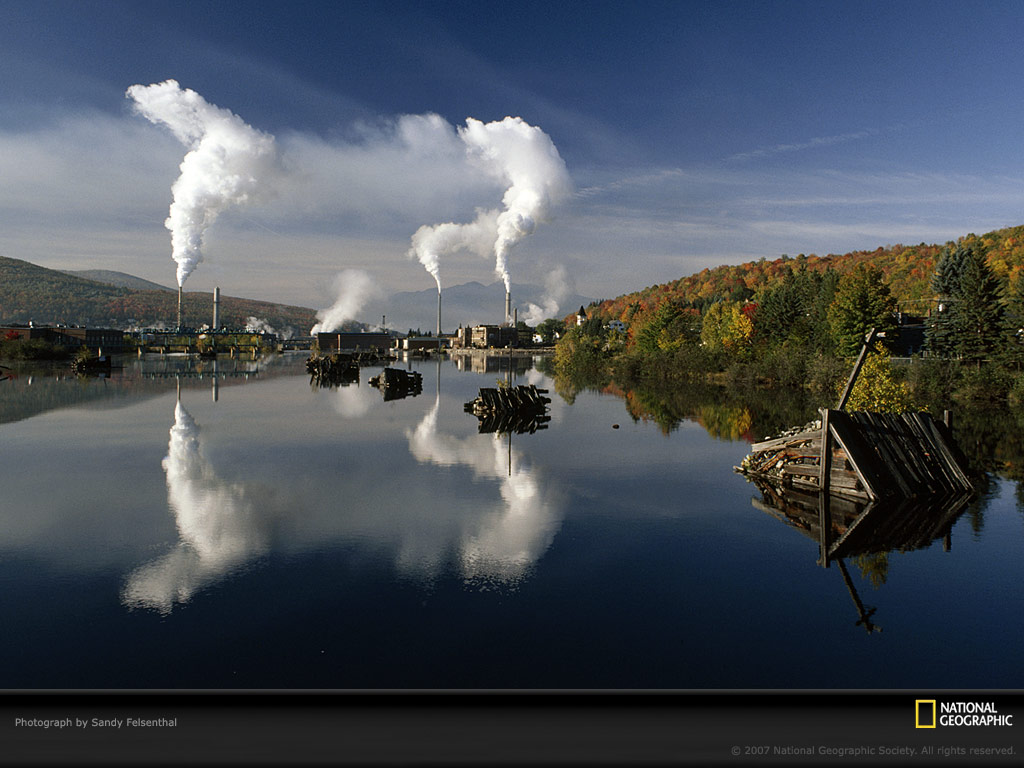 Photograph by Sandy Felsenthal
NATIONAL
GEOGRAPHIC
© 2007 National Geographic Society. All rights reserved.